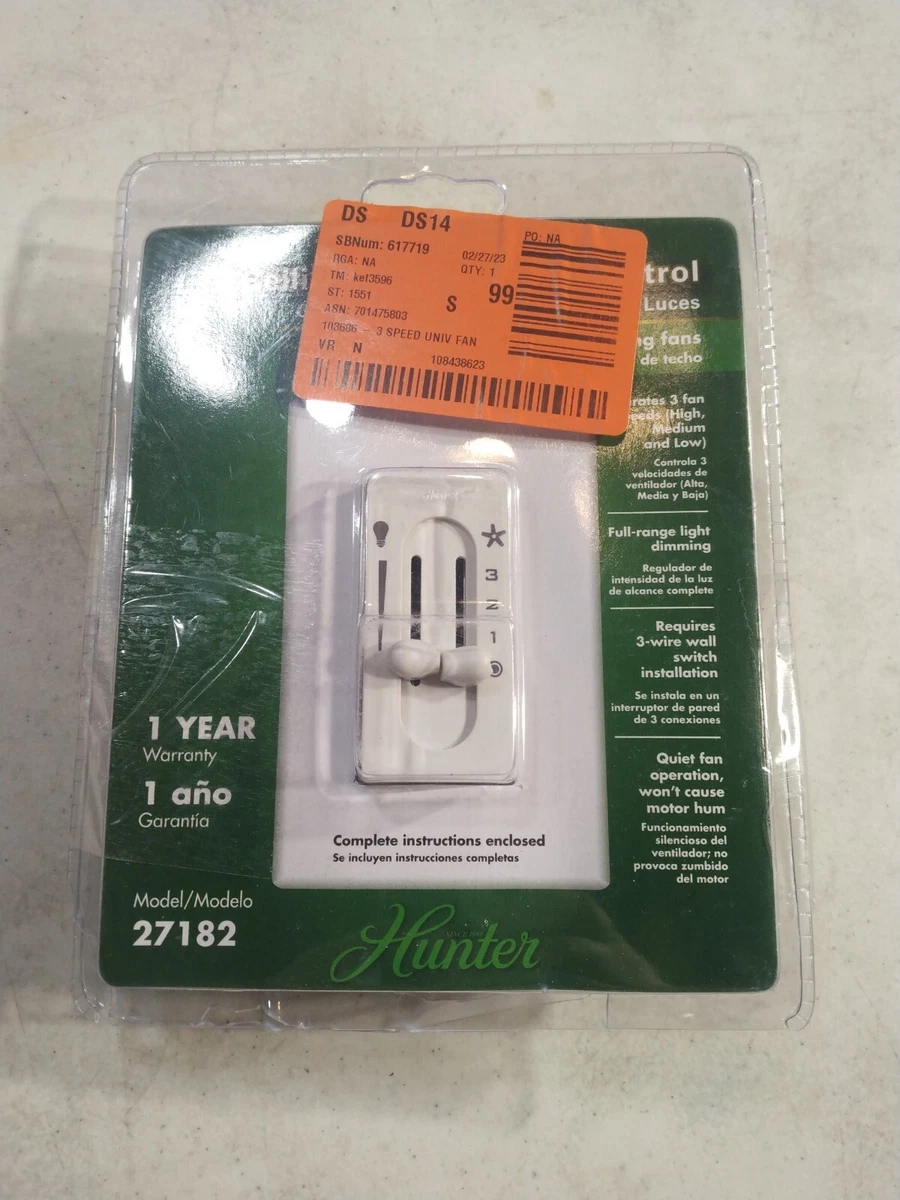 DS DS14
SBNum: 617719
02/27/23
RGA: NA
QTY: 1
TM: kef3596
ST: 1551
S 99
ASN: 701475803
103686 - 3 SPEED UNIV FAN
VR N
108438623
PO: NA
trol
Luces
ng fans
de techo
rates 3 fan
eeds (High,
Medium
and Low)
Controla 3
velocidades de
ventilador (Alta,
Media y Baja)
Full-range light
dimming
Regulador de
intensidad de la luz
de alcance complete
Requires
3-wire wall
switch
installation
Se instala en un
interruptor de pared
de 3 conexiones
Quiet fan
operation,
won't cause
motor hum
Funcionamiento
silencioso del
ventilador; no
provoca zumbido
del motor
3
2
1
1 YEAR
Warranty
1 año
Garantía
Complete instructions enclosed
Se incluyen instrucciones completas
Model/Modelo
27182
Hunter